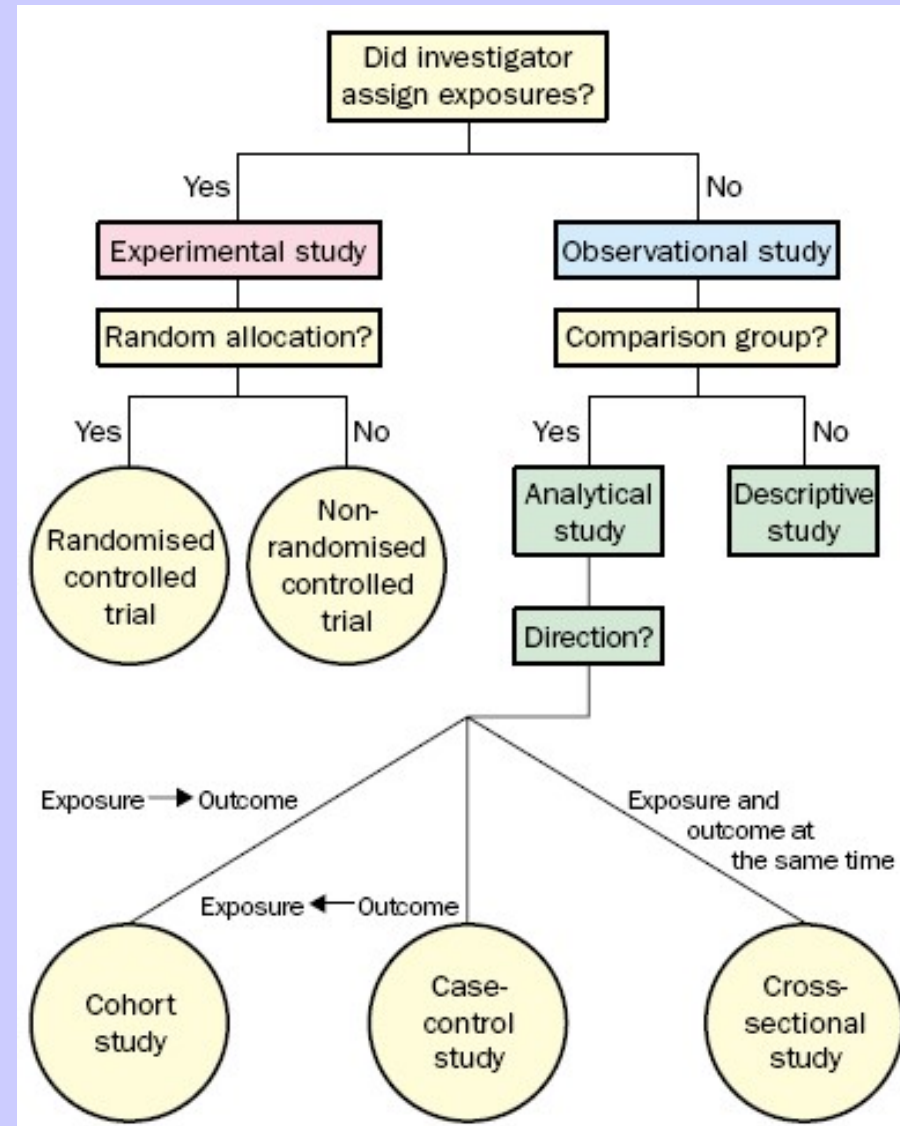 Did investigator
assign exposures?
Yes
No
Experimental study
Observational study
Random allocation?
Comparison group?
Yes
No
Yes
No
Randomised
controlled
trial
Non-
randomised
controlled
trial
Analytical
study
Descriptive
study
Direction?
Exposure → Outcome
Exposure and
outcome at
the same time
Exposure ← Outcome
Cohort
study
Case-
control
study
Cross-
sectional
study